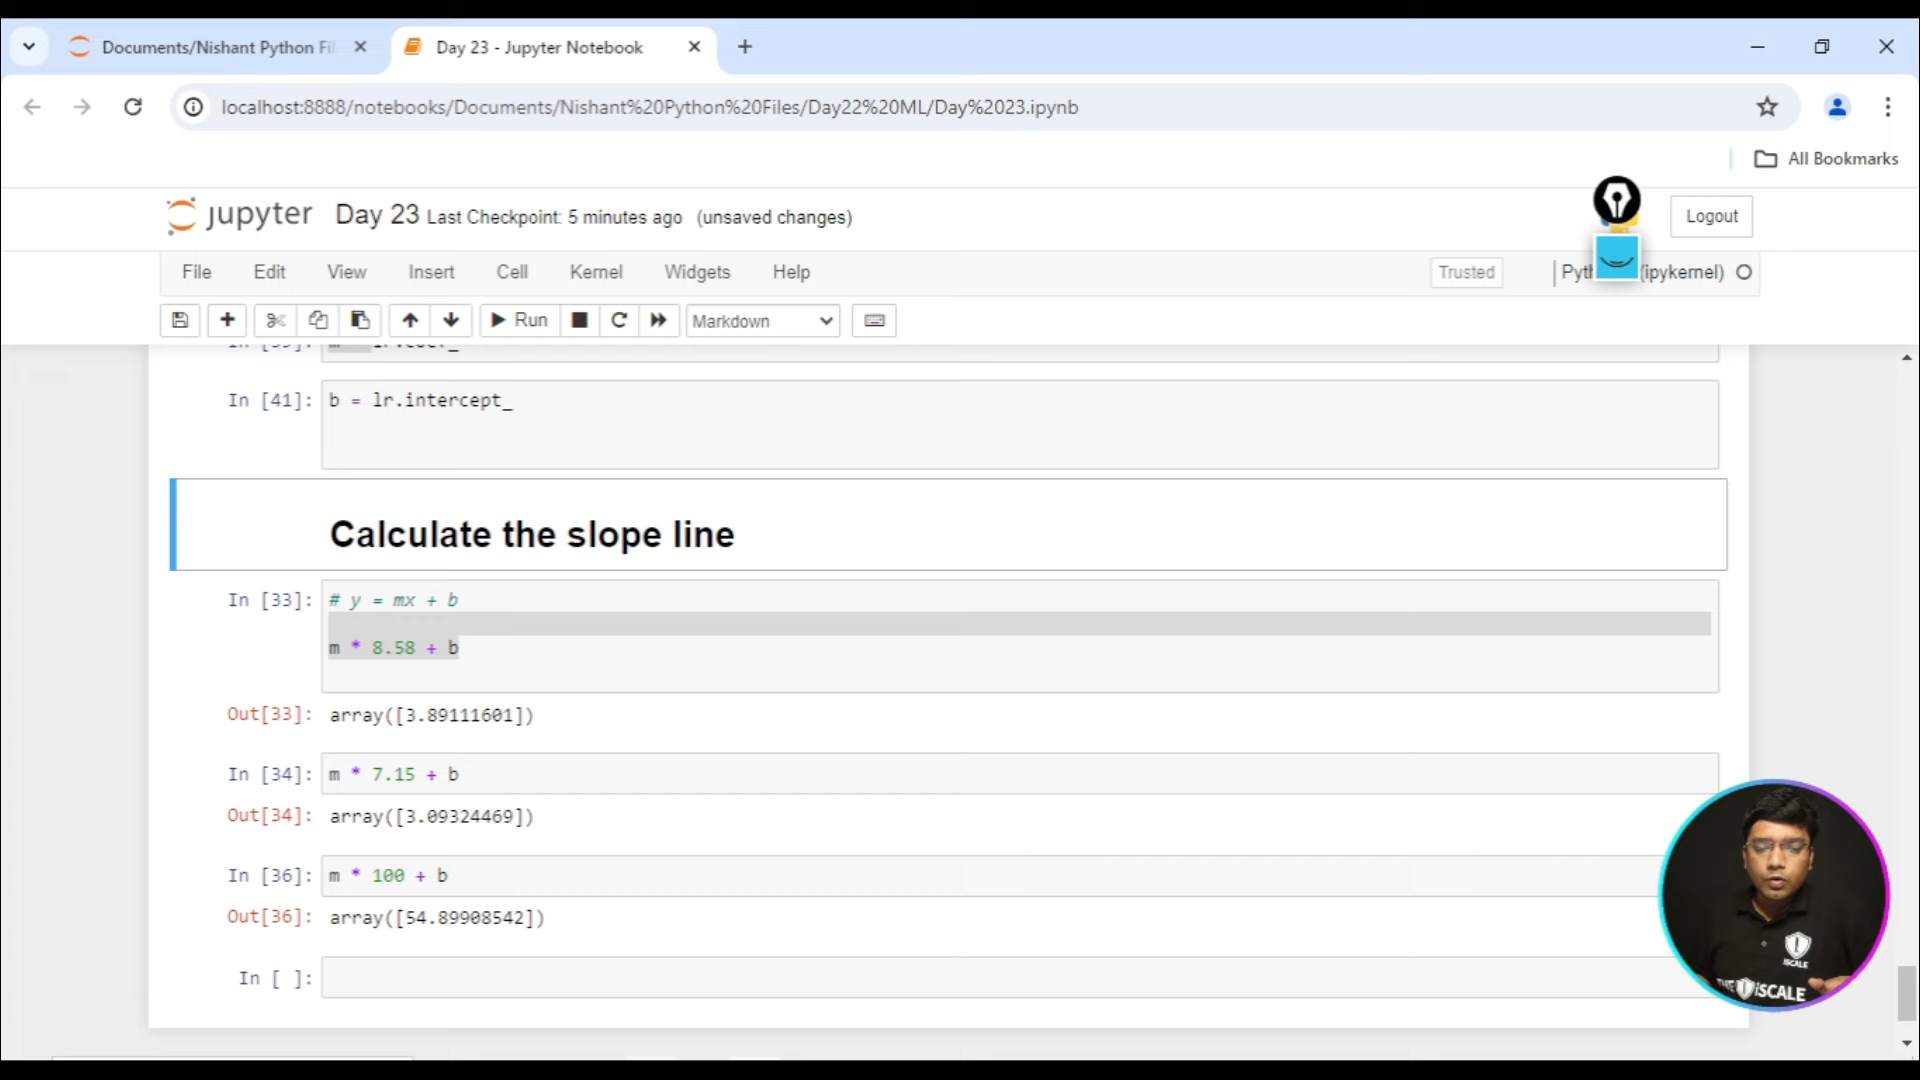 Documents/Nishant Python Fil
Day 23 - Jupyter Notebook
localhost:8888/notebooks/Documents/Nishant%20Python%20Files/Day22%20ML/Day%2023.ipynb
All Bookmarks
jupyter Day 23 Last Checkpoint: 5 minutes ago (unsaved changes)
Logout
File Edit View Insert Cell Kernel Widgets Help
Trusted
(ipykernel)
Run
Markdown
In [41]: b = lr.intercept_
Calculate the slope line
In [33]: # y = mx + b
m * 8.58 + b
Out[33]: array([3.89111601])
In [34]: m * 7.15 + b
Out[34]: array([3.09324469])
In [36]: m * 100 + b
Out[36]: array([54.89908542])
In [ ]:
iSCALE
THE iSCALE